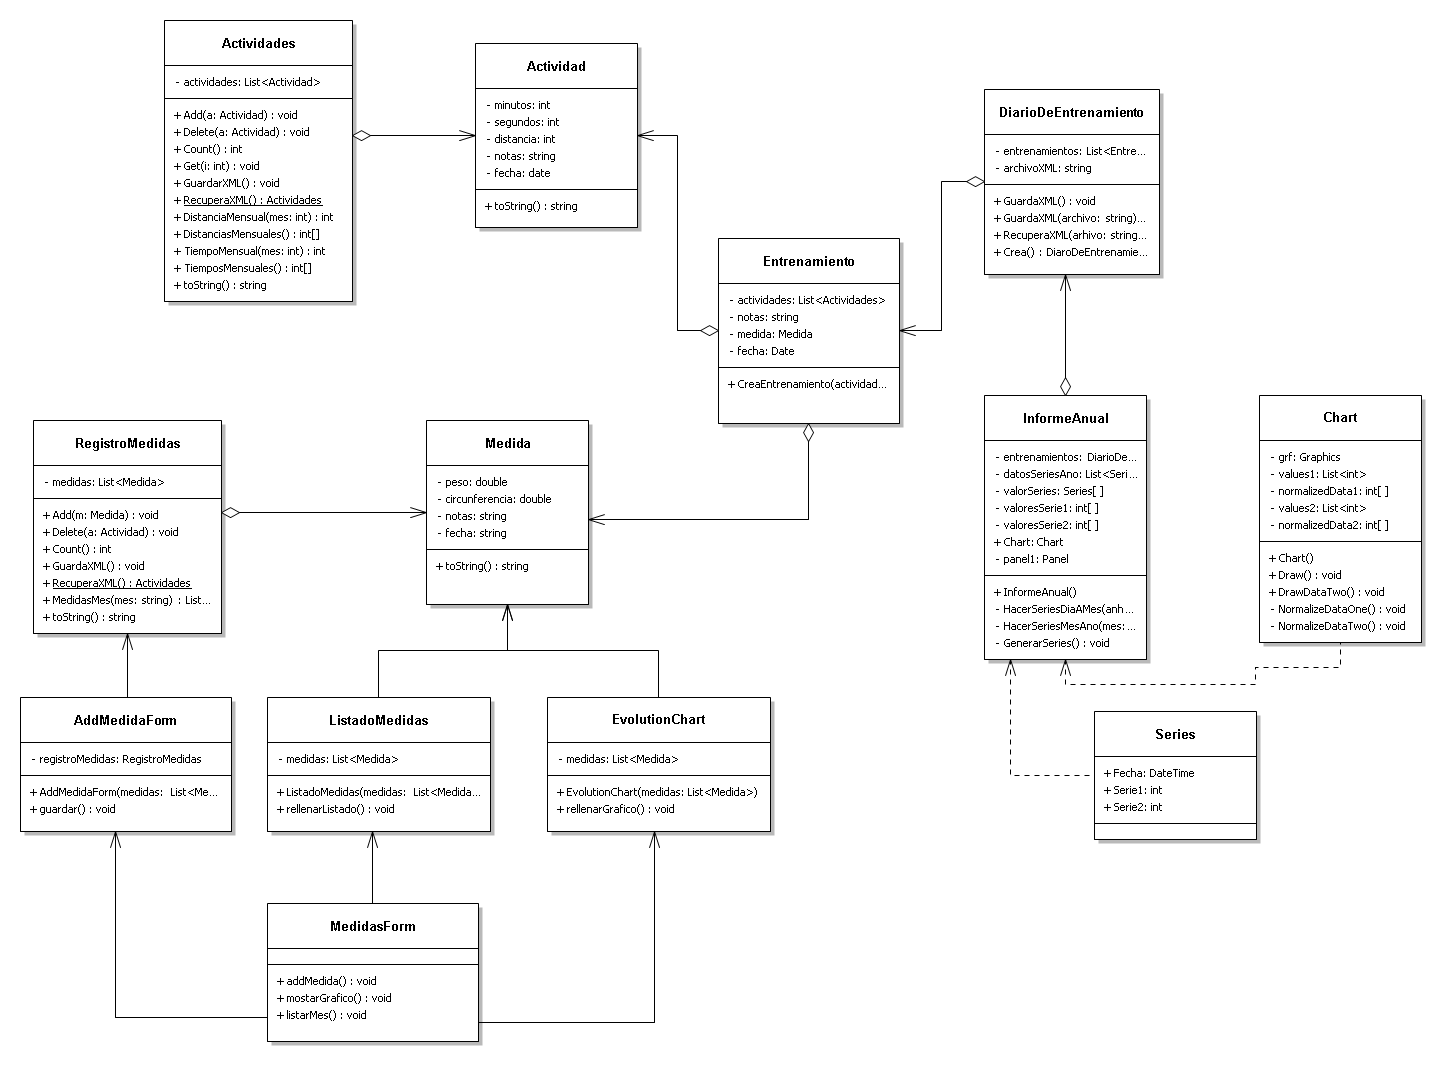 Actividades
- actividades: List<Actividad>
+ Add(a: Actividad) : void
+ Delete(a: Actividad) : void
+ Count() : int
+ Get(i: int) : void
+ GuardarXML() : void
+ RecuperaXML() : Actividades
+ DistanciaMensual(mes: int) : int
+ DistanciasMensuales() : int[]
+ TiempoMensual(mes: int) : int
+ TiemposMensuales() : int[]
+ toString() : string
Actividad
- minutos: int
- segundos: int
- distancia: int
- notas: string
- fecha: date
+ toString() : string
DiarioDeEntrenamiento
- entrenamientos: List<Entre...
- archivoXML: string
+ GuardaXML() : void
+ GuardaXML(archivo: string)...
+ RecuperaXML(arhivo: string...
+ Crea() : DiaroDeEntrenamie...
Entrenamiento
- actividades: List<Actividades>
- notas: string
- medida: Medida
- fecha: Date
+ CreaEntrenamiento(actividad...
RegistroMedidas
- medidas: List<Medida>
+ Add(m: Medida) : void
+ Delete(a: Actividad) : void
+ Count() : int
+ GuardaXML() : void
+ RecuperaXML() : Actividades
+ MedidasMes(mes: string) : List...
+ toString() : string
Medida
- peso: double
- circunferencia: double
- notas: string
- fecha: string
+ toString() : string
InformeAnual
- entrenamientos: DiarioDe...
- datosSeriesAno: List<Seri...
- valorSeries: Series[ ]
- valoresSerie1: int[ ]
- valoresSerie2: int[ ]
+ Chart: Chart
- panel1: Panel
+ InformeAnual()
- HacerSeriesDiaAMes(anh...
- HacerSeriesMesAno(mes: ...
- GenerarSeries() : void
Chart
- grf: Graphics
- values1: List<int>
- normalizedData1: int[ ]
- values2: List<int>
- normalizedData2: int[ ]
+ Chart()
+ Draw() : void
+ DrawDataTwo() : void
- NormalizeDataOne() : void
- NormalizeDataTwo() : void
AddMedidaForm
- registroMedidas: RegistroMedidas
+ AddMedidaForm(medidas: List<Me...
+ guardar() : void
ListadoMedidas
- medidas: List<Medida>
+ ListadoMedidas(medidas: List<Medida...
+ rellenarListado() : void
EvolutionChart
- medidas: List<Medida>
+ EvolutionChart(medidas: List<Medida>)
+ rellenarGrafico() : void
Series
+ Fecha: DateTime
+ Serie1: int
+ Serie2: int
MedidasForm
+ addMedida() : void
+ mostarGrafico() : void
+ listarMes() : void